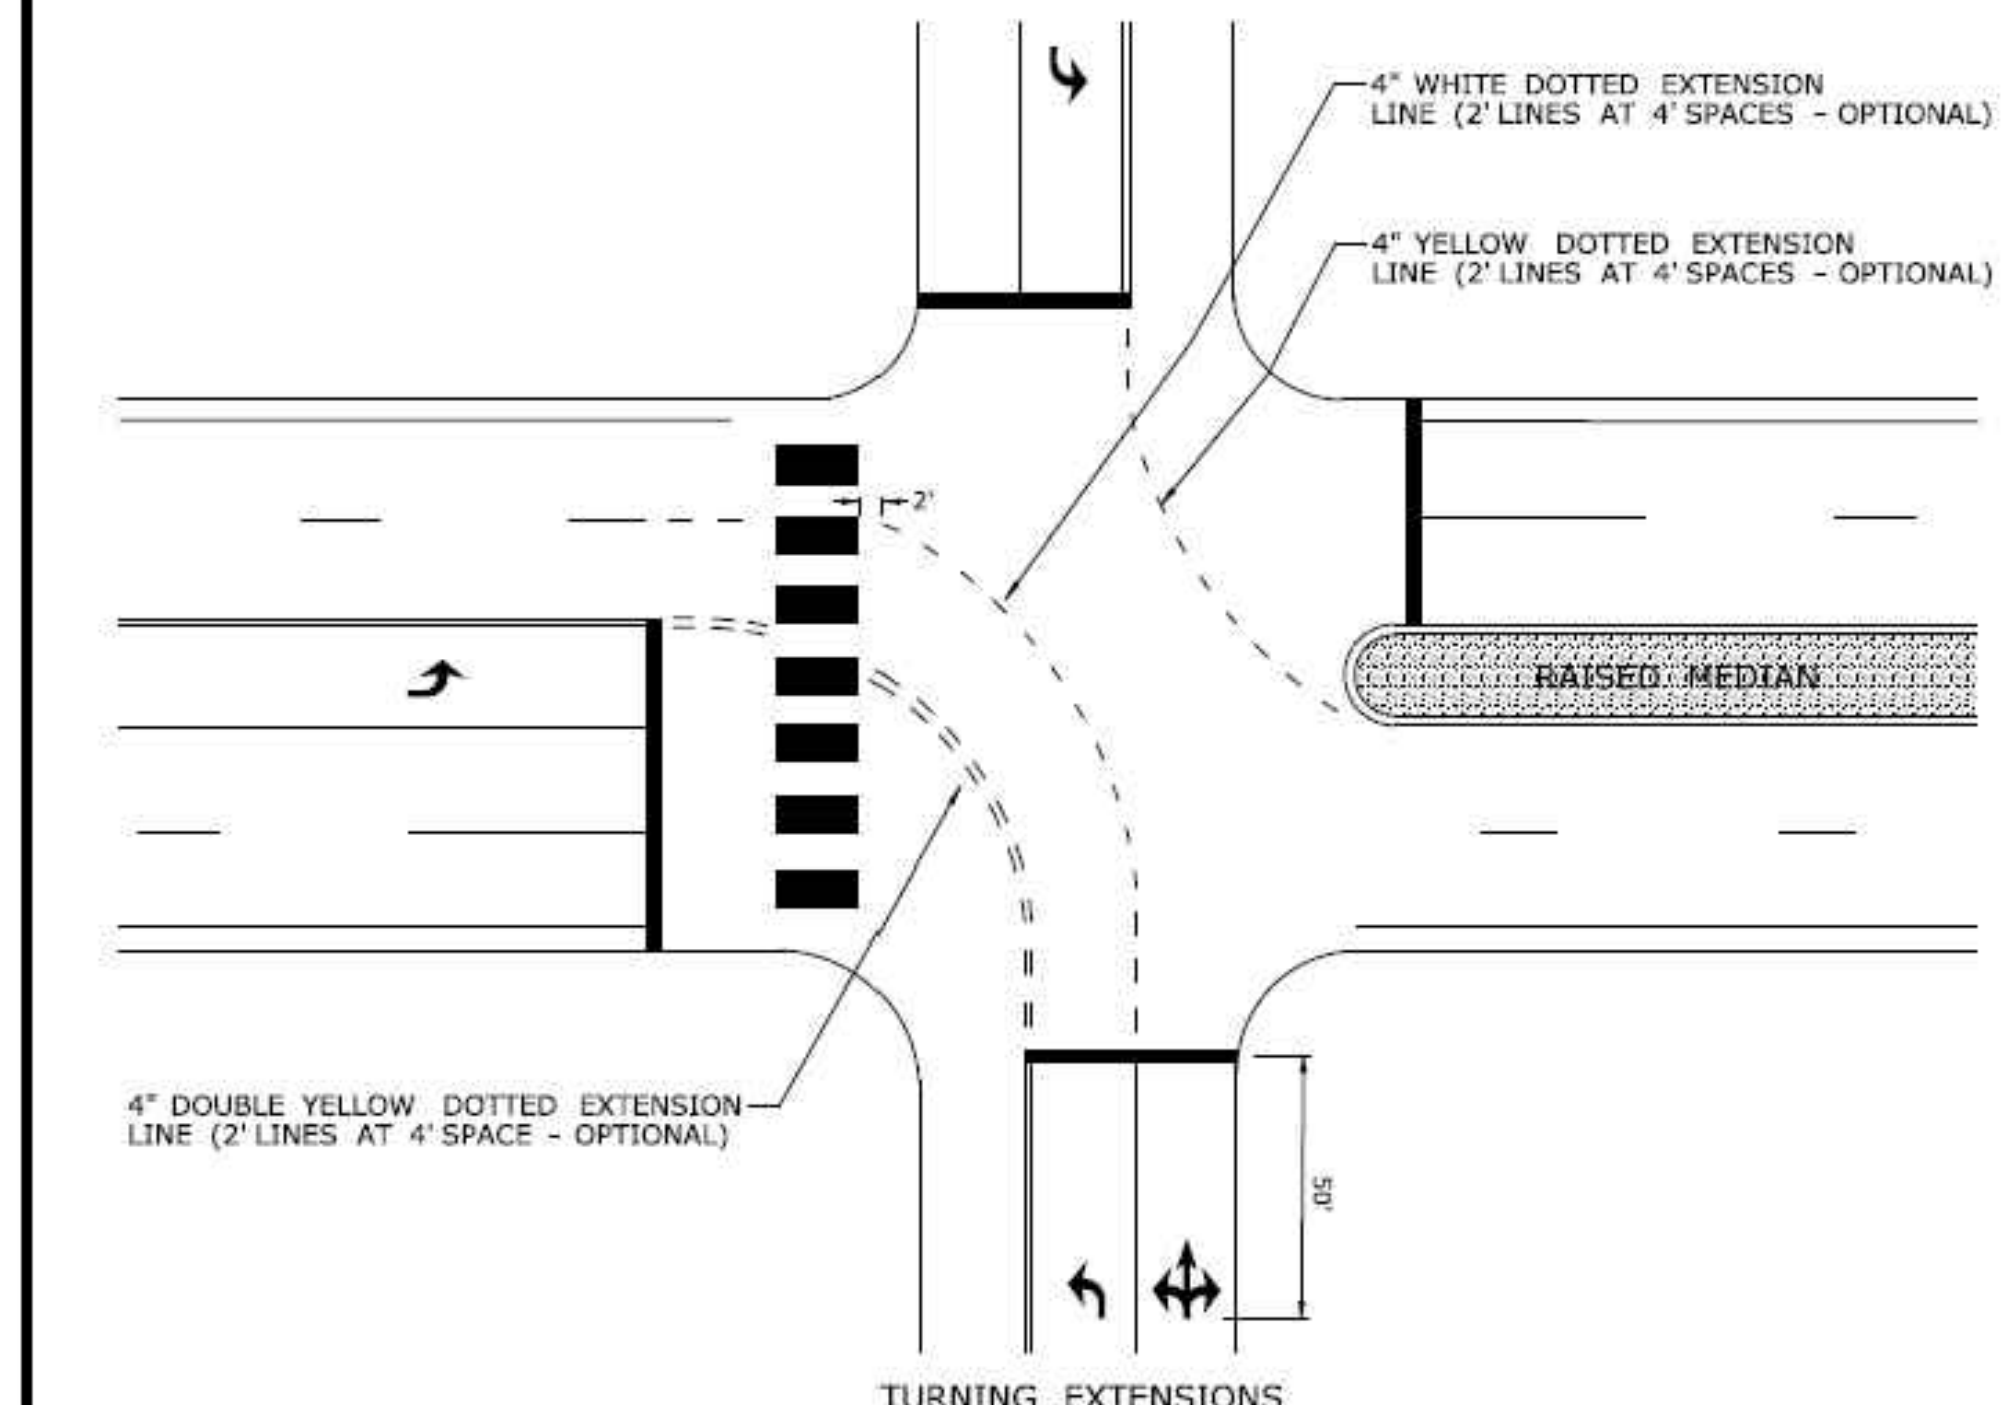 4" WHITE DOTTED EXTENSION
LINE (2' LINES AT 4' SPACES - OPTIONAL)
4" YELLOW DOTTED EXTENSION
LINE (2' LINES AT 4' SPACES - OPTIONAL)
2'
RAISED MEDIAN
4" DOUBLE YELLOW DOTTED EXTENSION
LINE (2' LINES AT 4' SPACE - OPTIONAL)
50'
TURNING EXTENSIONS